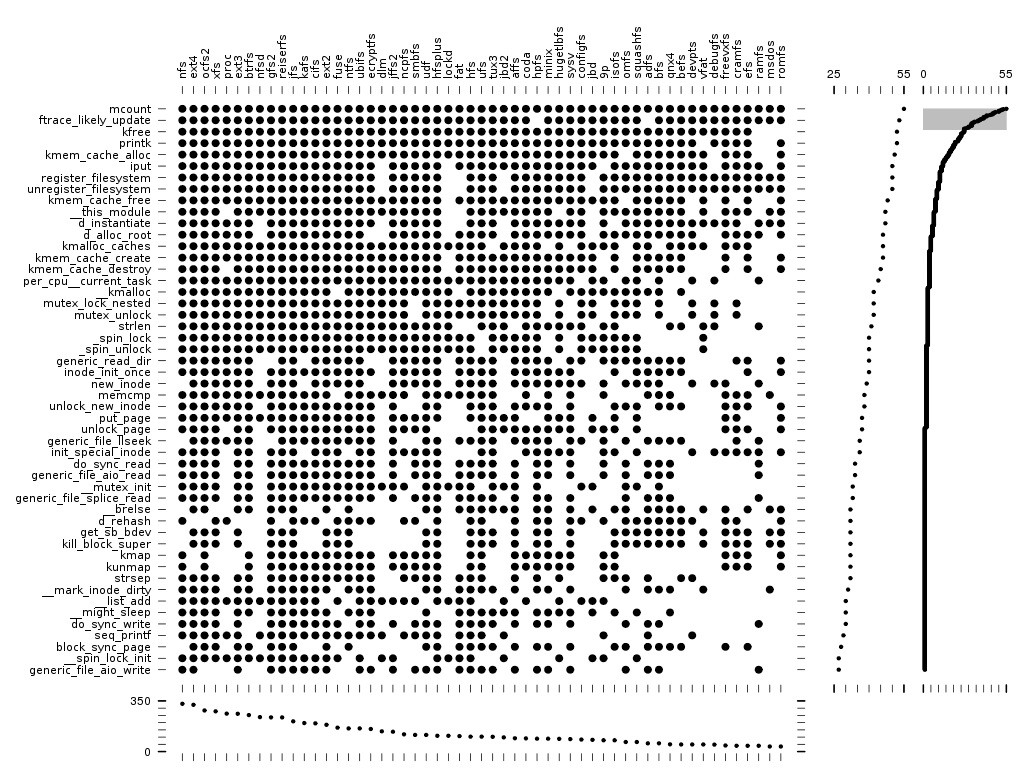 nfs
ext4
ocfs2
xfs
proc
ext3
btrfs
nfsd
gfs2
reiserfs
jfs
kafs
cifs
ext2
fuse
ntfs
ubifs
ecryptfs
dlm
jffs2
ncpfs
smbfs
udf
hfsplus
lockd
fat
hfs
ufs
tux3
jbd2
affs
coda
hpfs
minix
hugetlbfs
sysv
configfs
jbd
9p
isofs
omfs
squashfs
adfs
bfs
qnx4
befs
devpts
vfat
debugfs
freevxfs
cramfs
efs
ramfs
msdos
romfs
25 55 0 55
mcount
ftrace_likely_update
kfree
printk
kmem_cache_alloc
iput
register_filesystem
unregister_filesystem
kmem_cache_free
__this_module
d_instantiate
d_alloc_root
kmalloc_caches
kmem_cache_create
kmem_cache_destroy
per_cpu__current_task
__kmalloc
mutex_lock_nested
mutex_unlock
strlen
_spin_lock
_spin_unlock
generic_read_dir
inode_init_once
new_inode
memcmp
unlock_new_inode
put_page
unlock_page
generic_file_llseek
init_special_inode
do_sync_read
generic_file_aio_read
__mutex_init
generic_file_splice_read
__brelse
d_rehash
get_sb_bdev
kill_block_super
kmap
kunmap
strsep
__mark_inode_dirty
__list_add
__might_sleep
do_sync_write
seq_printf
block_sync_page
__spin_lock_init
generic_file_aio_write
350
0